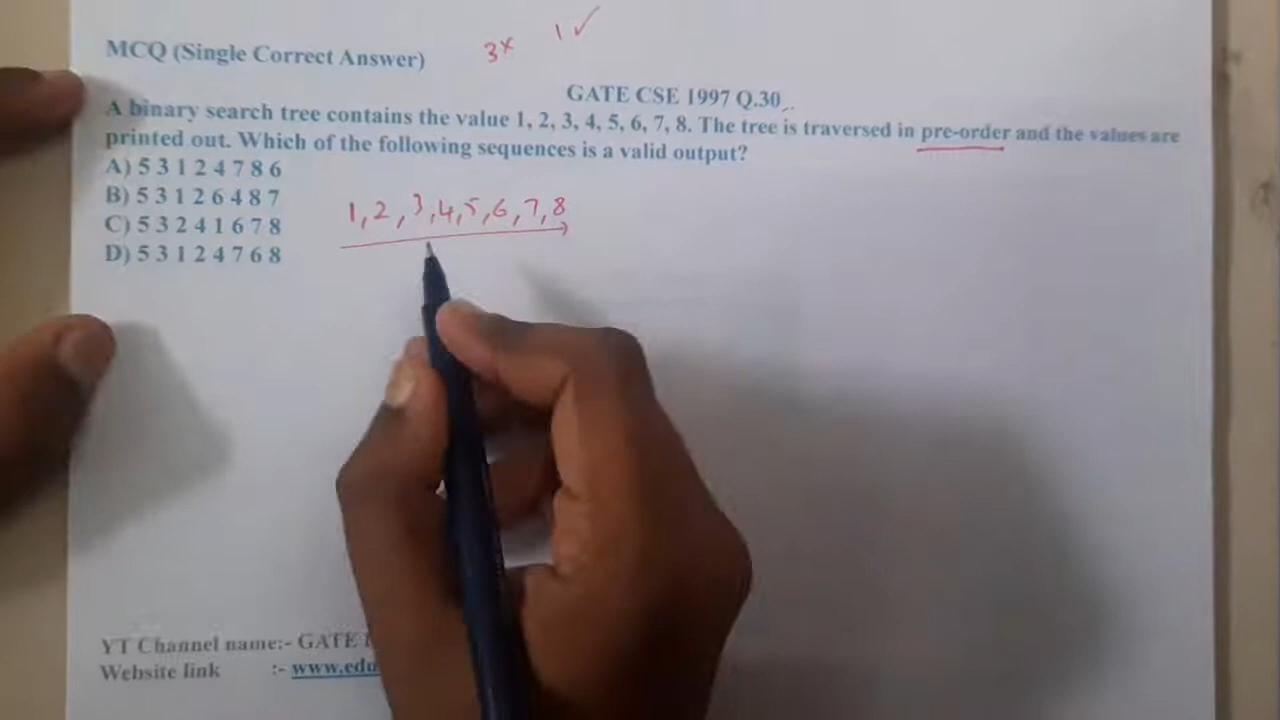 3× 1 ✓
MCQ (Single Correct Answer)
GATE CSE 1997 Q.30
A binary search tree contains the value 1, 2, 3, 4, 5, 6, 7, 8. The tree is traversed in pre-order and the values are
printed out. Which of the following sequences is a valid output?
A) 5 3 1 2 4 7 8 6
B) 5 3 1 2 6 4 8 7
C) 5 3 2 4 1 6 7 8
D) 5 3 1 2 4 7 6 8
1, 2, 3, 4, 5, 6, 7, 8
YT Channel name:- GATE
Website link :- www.edu